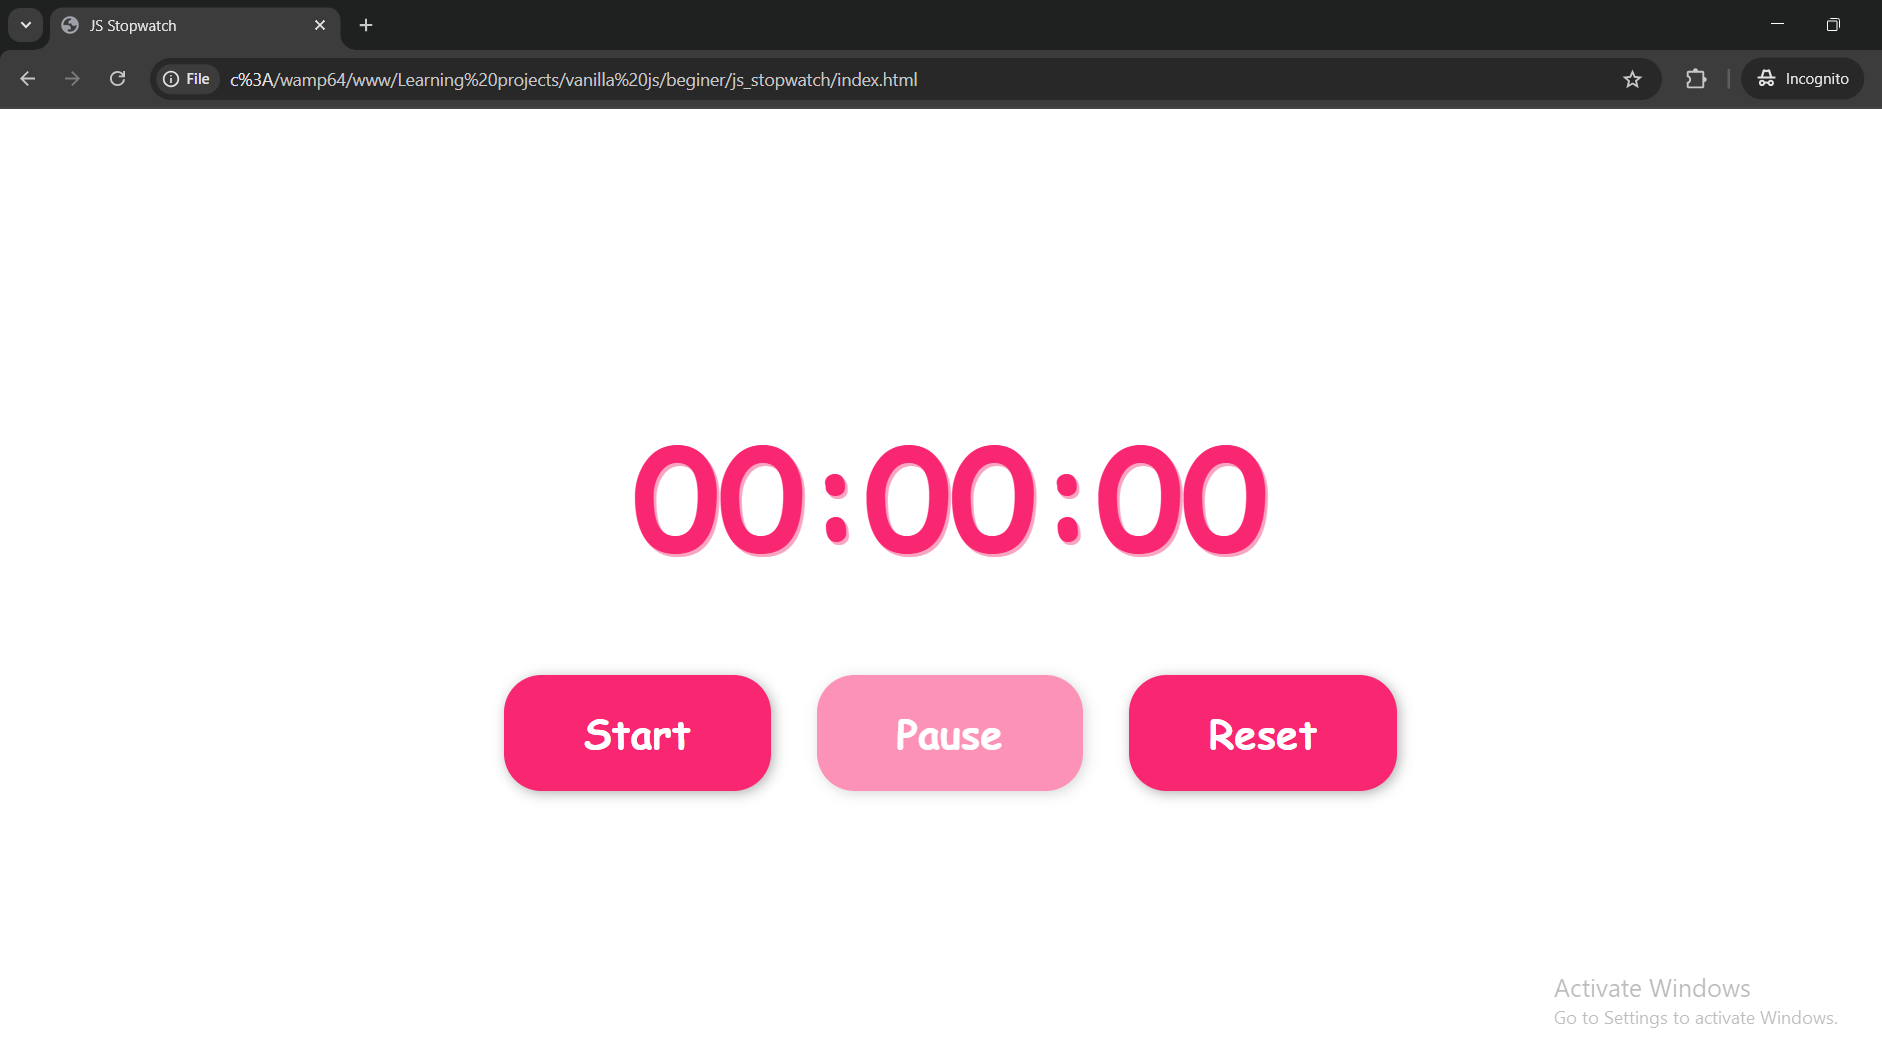 JS Stopwatch
File c%3A/wamp64/www/Learning%20projects/vanilla%20js/beginer/js_stopwatch/index.html
Incognito
00:00:00
Start Pause Reset
Activate Windows
Go to Settings to activate Windows.